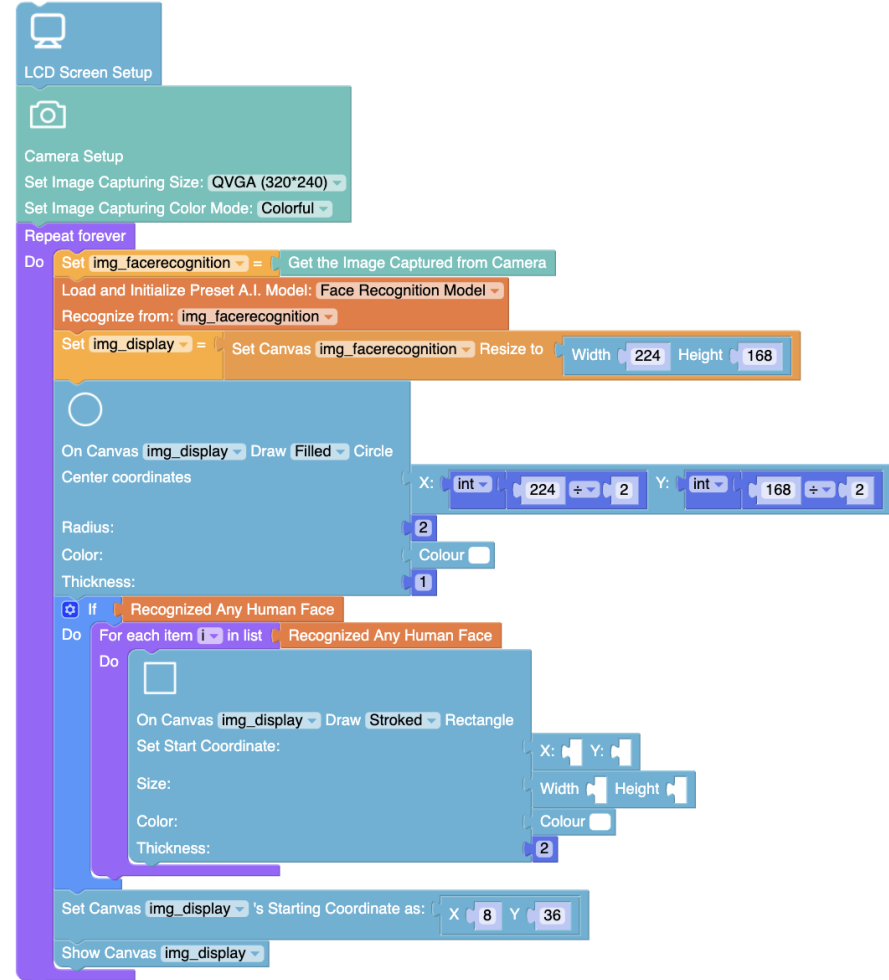 LCD Screen Setup
Camera Setup
Set Image Capturing Size: QVGA (320*240)
Set Image Capturing Color Mode: Colorful
Repeat forever
Do Set img_facerecognition = Get the Image Captured from Camera
Load and Initialize Preset A.I. Model: Face Recognition Model
Recognize from: img_facerecognition
Set img_display = Set Canvas img_facerecognition Resize to Width 224 Height 168
On Canvas img_display Draw Filled Circle
Center coordinates X: int 224 ÷ 2 Y: int 168 ÷ 2
Radius: 2
Color: Colour
Thickness: 1
If Recognized Any Human Face
Do For each item i in list Recognized Any Human Face
Do
On Canvas img_display Draw Stroked Rectangle
Set Start Coordinate: X: Y:
Size: Width Height
Color: Colour
Thickness: 2
Set Canvas img_display 's Starting Coordinate as: X 8 Y 36
Show Canvas img_display